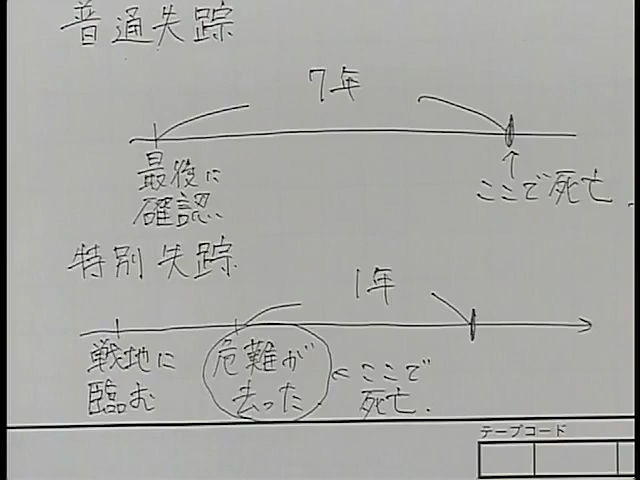 普通失踪
7年
最後に
確認
↑
ここで死亡.
特別失踪
1年
戦地に
臨む
危難が
去った
←ここで
死亡.
テープコード